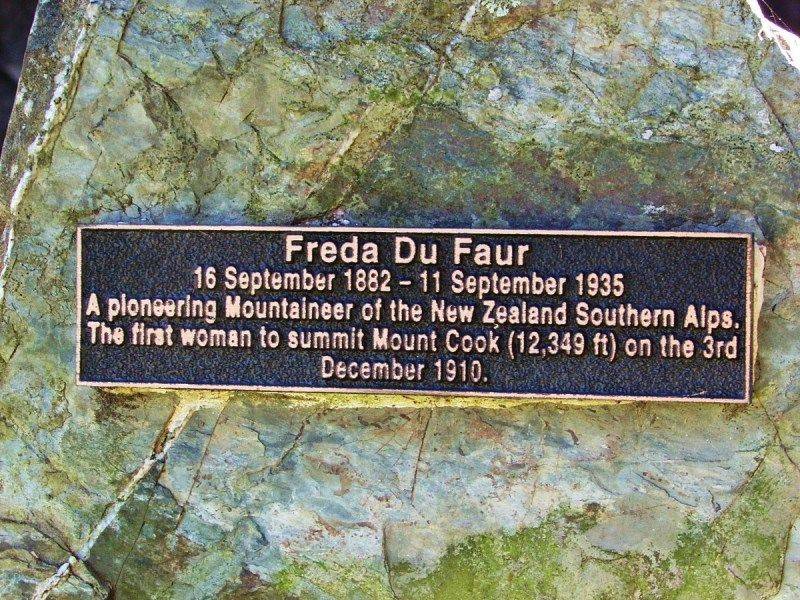 Freda Du Faur
16 September 1882 – 11 September 1935
A pioneering Mountaineer of the New Zealand Southern Alps.
The first woman to summit Mount Cook (12,349 ft) on the 3rd
December 1910.